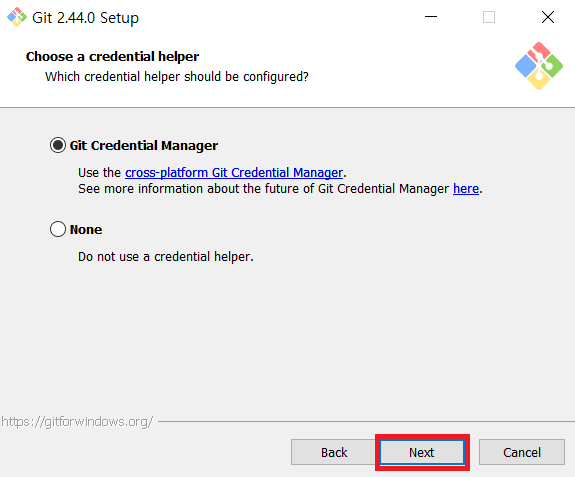 Git 2.44.0 Setup
Choose a credential helper
Which credential helper should be configured?
Git Credential Manager
Use the cross-platform Git Credential Manager.
See more information about the future of Git Credential Manager here.
None
Do not use a credential helper.
https://gitforwindows.org/
Back Next Cancel